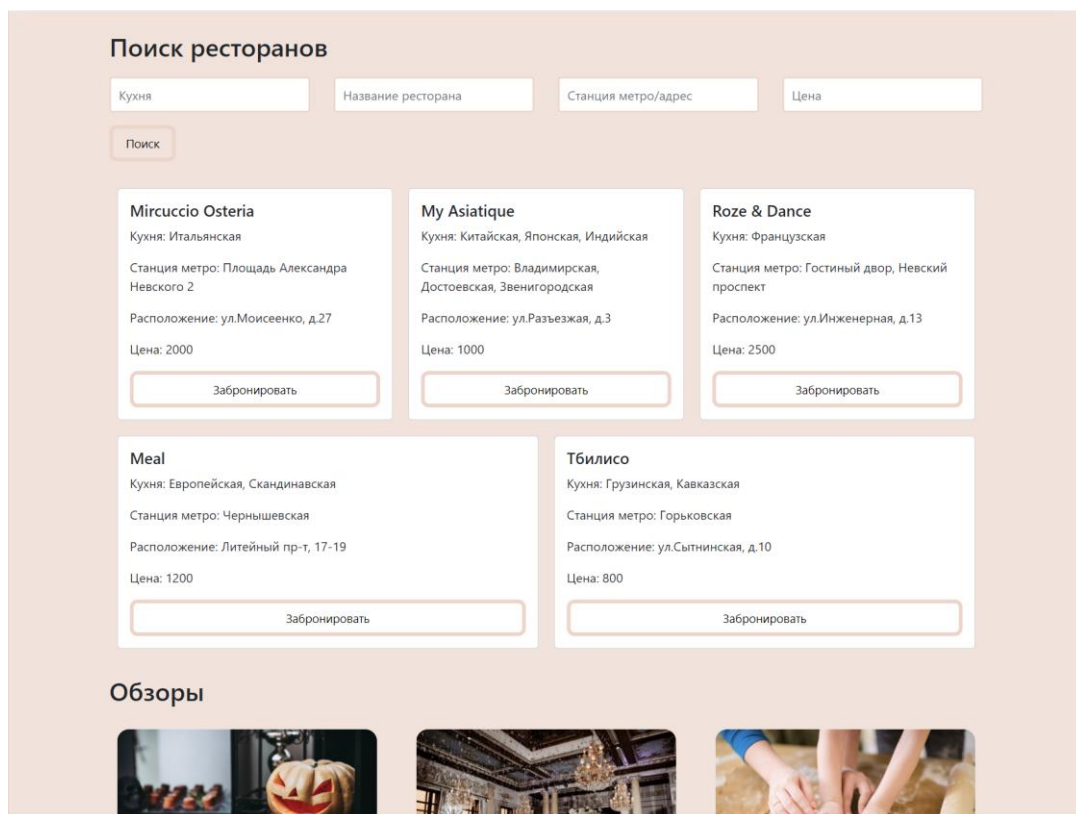 Поиск ресторанов
Кухня
Название ресторана
Станция метро/адрес
Цена
Поиск
Mircuccio Osteria
Кухня: Итальянская
Станция метро: Площадь Александра
Невского 2
Расположение: ул.Моисеенко, д.27
Цена: 2000
Забронировать
My Asiatique
Кухня: Китайская, Японская, Индийская
Станция метро: Владимирская,
Достоевская, Звенигородская
Расположение: ул.Разъезжая, д.3
Цена: 1000
Забронировать
Roze & Dance
Кухня: Французская
Станция метро: Гостиный двор, Невский
проспект
Расположение: ул.Инженерная, д.13
Цена: 2500
Забронировать
Meal
Кухня: Европейская, Скандинавская
Станция метро: Чернышевская
Расположение: Литейный пр-т, 17-19
Цена: 1200
Забронировать
Тбилисо
Кухня: Грузинская, Кавказская
Станция метро: Горьковская
Расположение: ул.Сытнинская, д.10
Цена: 800
Забронировать
Обзоры